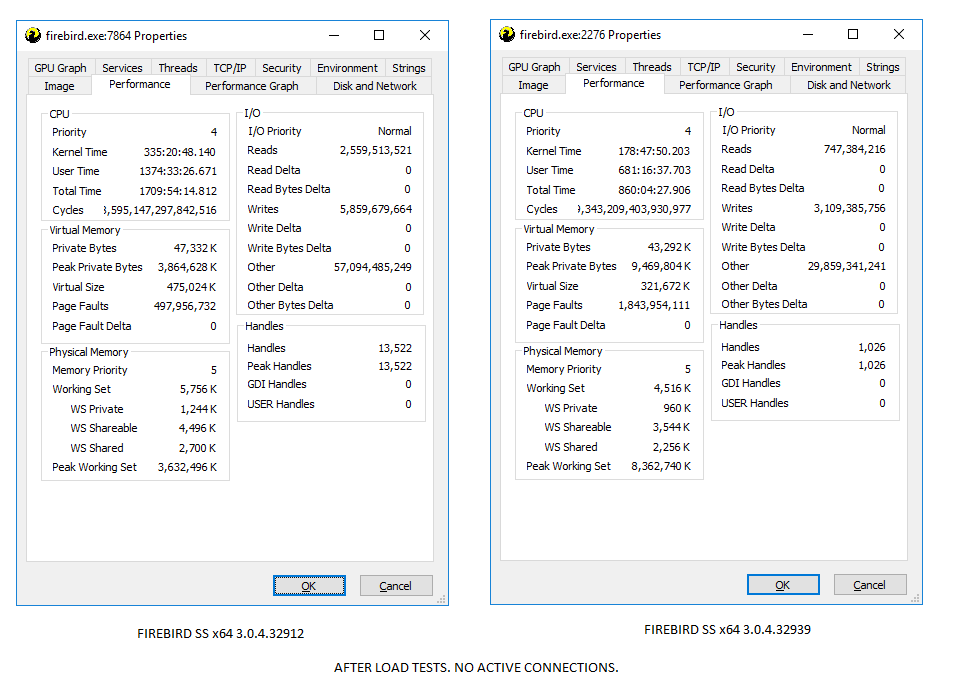 firebird.exe:7864 Properties
GPU Graph Services Threads TCP/IP Security Environment Strings
Image Performance Performance Graph Disk and Network
CPU
Priority 4
Kernel Time 335:20:48.140
User Time 1374:33:26.671
Total Time 1709:54:14.812
Cycles 3,595,147,297,842,516
Virtual Memory
Private Bytes 47,332 K
Peak Private Bytes 3,864,628 K
Virtual Size 475,024 K
Page Faults 497,956,732
Page Fault Delta 0
Physical Memory
Memory Priority 5
Working Set 5,756 K
WS Private 1,244 K
WS Shareable 4,496 K
WS Shared 2,700 K
Peak Working Set 3,632,496 K
I/O
I/O Priority Normal
Reads 2,559,513,521
Read Delta 0
Read Bytes Delta 0
Writes 5,859,679,664
Write Delta 0
Write Bytes Delta 0
Other 57,094,485,249
Other Delta 0
Other Bytes Delta 0
Handles
Handles 13,522
Peak Handles 13,522
GDI Handles 0
USER Handles 0
OK Cancel
FIREBIRD SS x64 3.0.4.32912
firebird.exe:2276 Properties
GPU Graph Services Threads TCP/IP Security Environment Strings
Image Performance Performance Graph Disk and Network
CPU
Priority 4
Kernel Time 178:47:50.203
User Time 681:16:37.703
Total Time 860:04:27.906
Cycles ,343,209,403,930,977
Virtual Memory
Private Bytes 43,292 K
Peak Private Bytes 9,469,804 K
Virtual Size 321,672 K
Page Faults 1,843,954,111
Page Fault Delta 0
Physical Memory
Memory Priority 5
Working Set 4,516 K
WS Private 960 K
WS Shareable 3,544 K
WS Shared 2,256 K
Peak Working Set 8,362,740 K
I/O
I/O Priority Normal
Reads 747,384,216
Read Delta 0
Read Bytes Delta 0
Writes 3,109,385,756
Write Delta 0
Write Bytes Delta 0
Other 29,859,341,241
Other Delta 0
Other Bytes Delta 0
Handles
Handles 1,026
Peak Handles 1,026
GDI Handles 0
USER Handles 0
OK Cancel
FIREBIRD SS x64 3.0.4.32939
AFTER LOAD TESTS. NO ACTIVE CONNECTIONS.